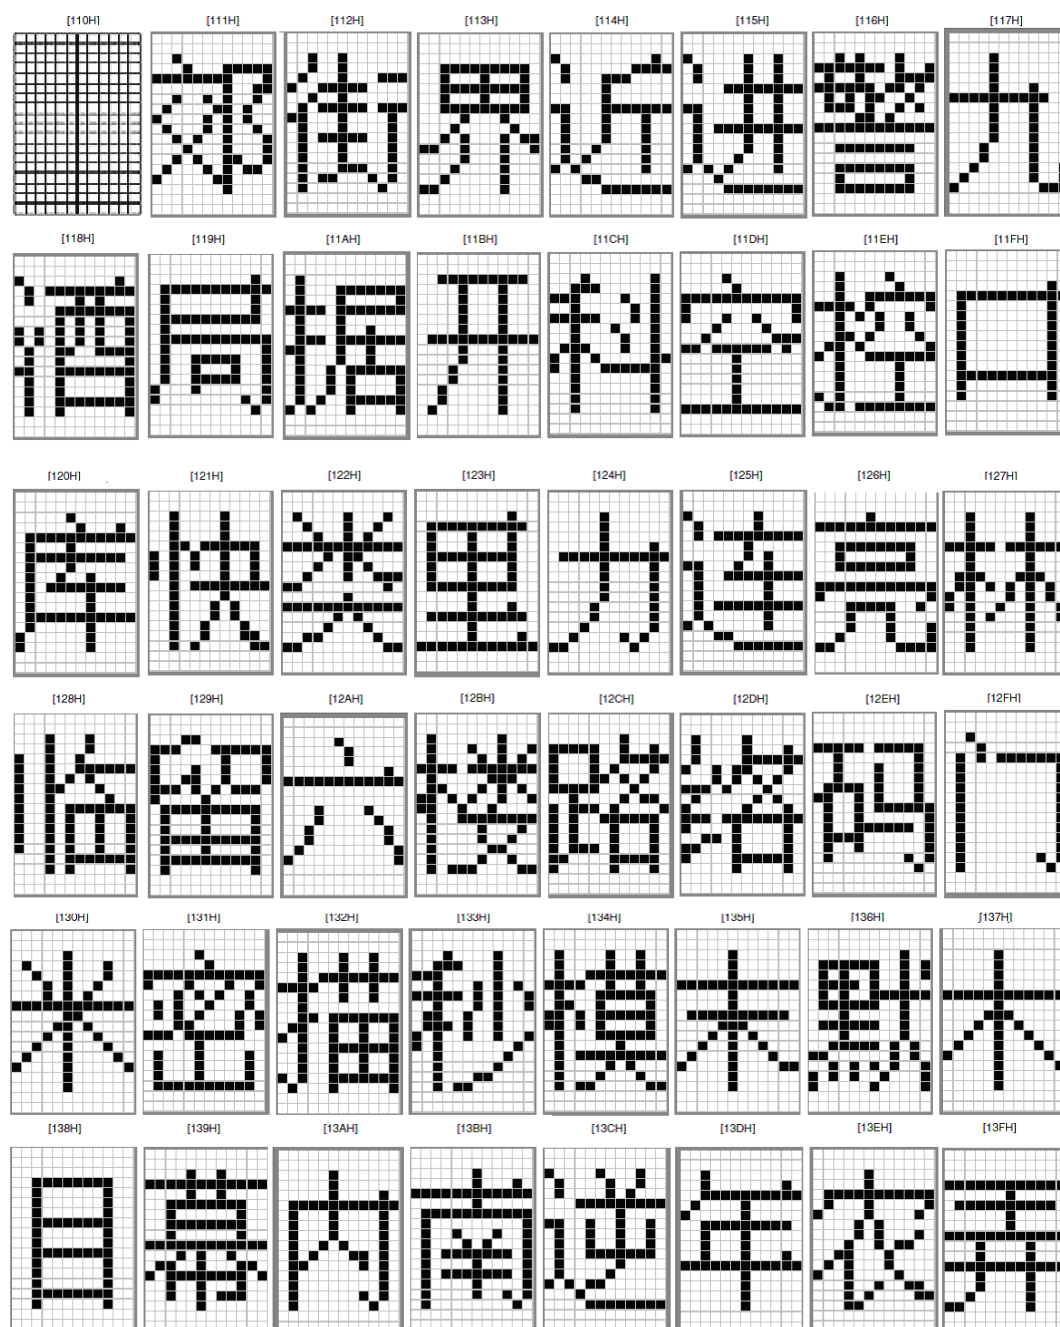 [110H] [111H] [112H] [113H] [114H] [115H] [116H] [117H]
郊 街 界 近 进 警 九
[118H] [119H] [11AH] [11BH] [11CH] [11DH] [11EH] [11FH]
酒 局 据 开 科 空 控 口
[120H] [121H] [122H] [123H] [124H] [125H] [126H] [127H]
库 快 类 里 力 连 亮 林
[128H] [129H] [12AH] [12BH] [12CH] [12DH] [12EH] [12FH]
临 留 六 楼 路 落 码 门
[130H] [131H] [132H] [133H] [134H] [135H] [136H] [137H]
米 密 描 秒 模 末 默 木
[138H] [139H] [13AH] [13BH] [13CH] [13DH] [13EH] [13FH]
目 幕 内 南 逆 年 农 弄